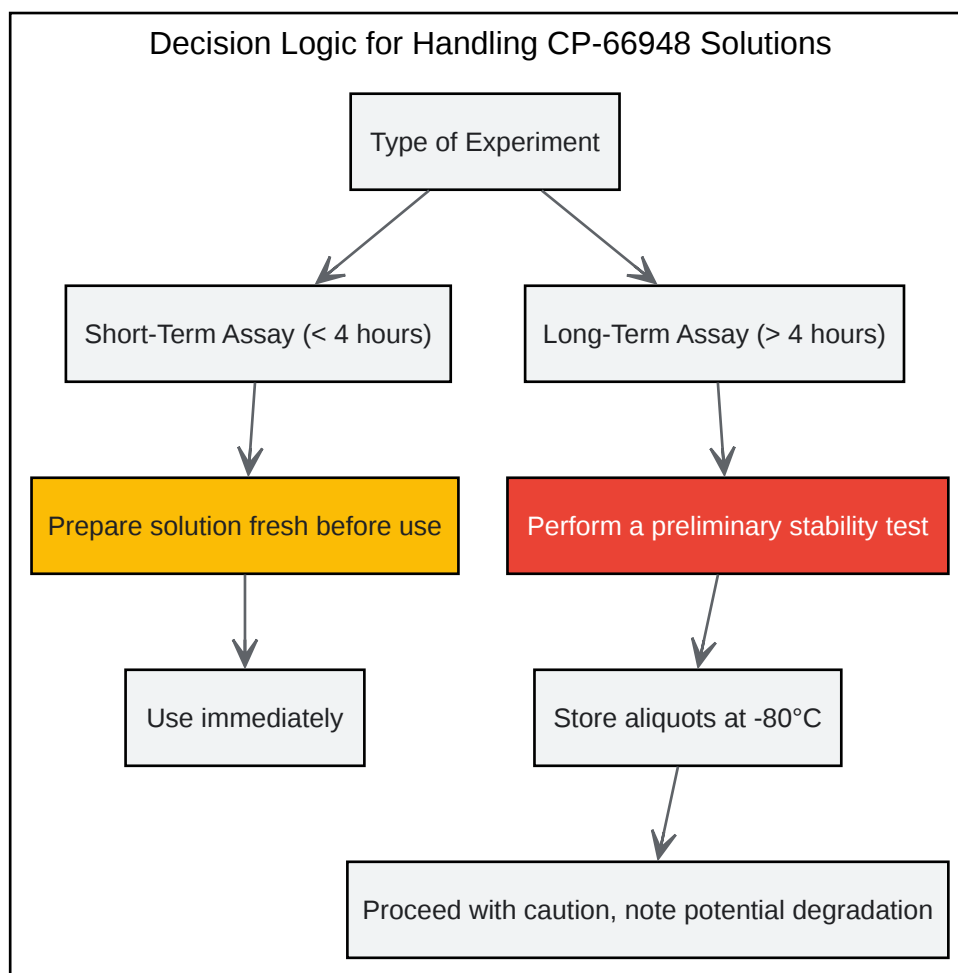 Decision Logic for Handling CP-66948 Solutions
Type of Experiment
Short-Term Assay (< 4 hours)
Long-Term Assay (> 4 hours)
Prepare solution fresh before use
Perform a preliminary stability test
Use immediately
Store aliquots at -80°C
Proceed with caution, note potential degradation